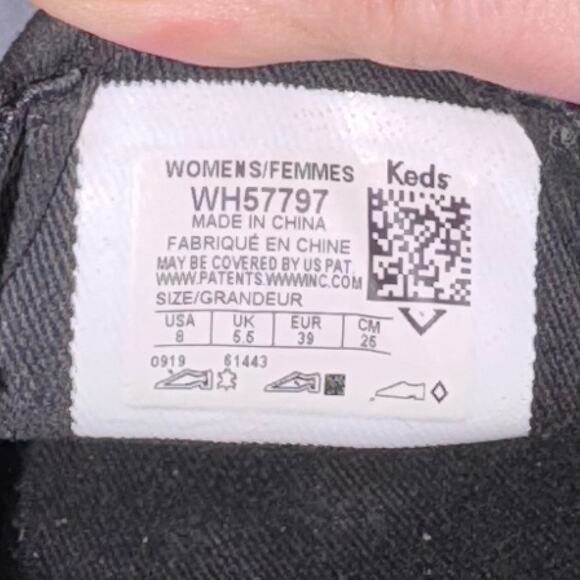 WOMENS/FEMMES
Keds
WH57797
MADE IN CHINA
FABRIQUÉ EN CHINE
MAY BE COVERED BY US PAT.
WWW.PATENTS.WWWINC.COM
SIZE/GRANDEUR
USA UK EUR CM
8 5.5 39 25
0919 61443